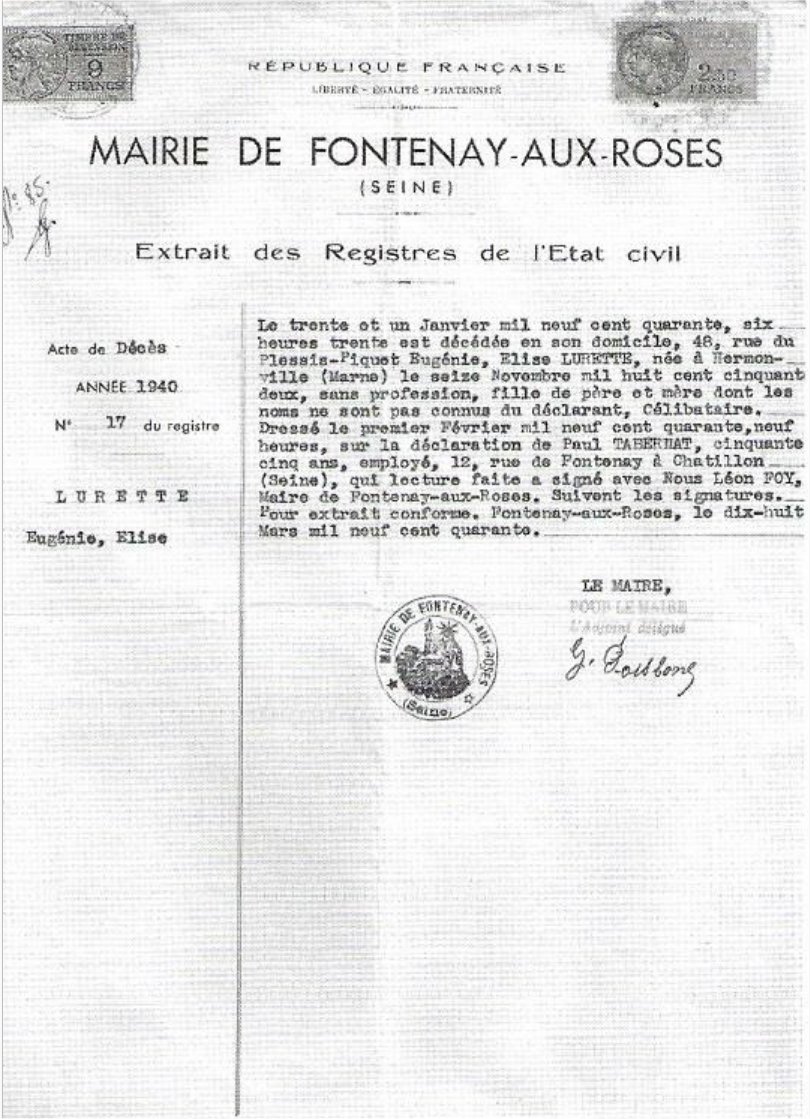 TIMBRE DE
DIMENSION
9
FRANCS
2.50
FRANCS
RÉPUBLIQUE FRANÇAISE
LIBERTÉ - ÉGALITÉ - FRATERNITÉ
MAIRIE DE FONTENAY-AUX-ROSES
(SEINE)
N° 85.
Extrait des Registres de l'Etat civil
Acte de Décès
ANNÉE 1940
N° 17 du registre
LURETTE
Eugénie, Elise
Le trente et un Janvier mil neuf cent quarante, six
heures trente est décédée en son domicile, 48, rue du
Plessis-Piquet Eugénie, Elise LURETTE, née à Hermon-
ville (Marne) le seize Novembre mil huit cent cinquant
deux, sans profession, fille de père et mère dont les
noms ne sont pas connus du déclarant, Célibataire.
Dressé le premier Février mil neuf cent quarante,neuf
heures, sur la déclaration de Paul TABERNAT, cinquante
cinq ans, employé, 12, rue de Fontenay à Chatillon
(Seine), qui lecture faite a signé avec Nous Léon FOY,
Maire de Fontenay-aux-Roses. Suivent les signatures.
Pour extrait conforme. Fontenay-aux-Roses, le dix-huit
Mars mil neuf cent quarante.
LE MAIRE,
POUR LE MAIRE
L'Adjoint délégué
MAIRIE DE FONTENAY-AUX-ROSES
(Seine)